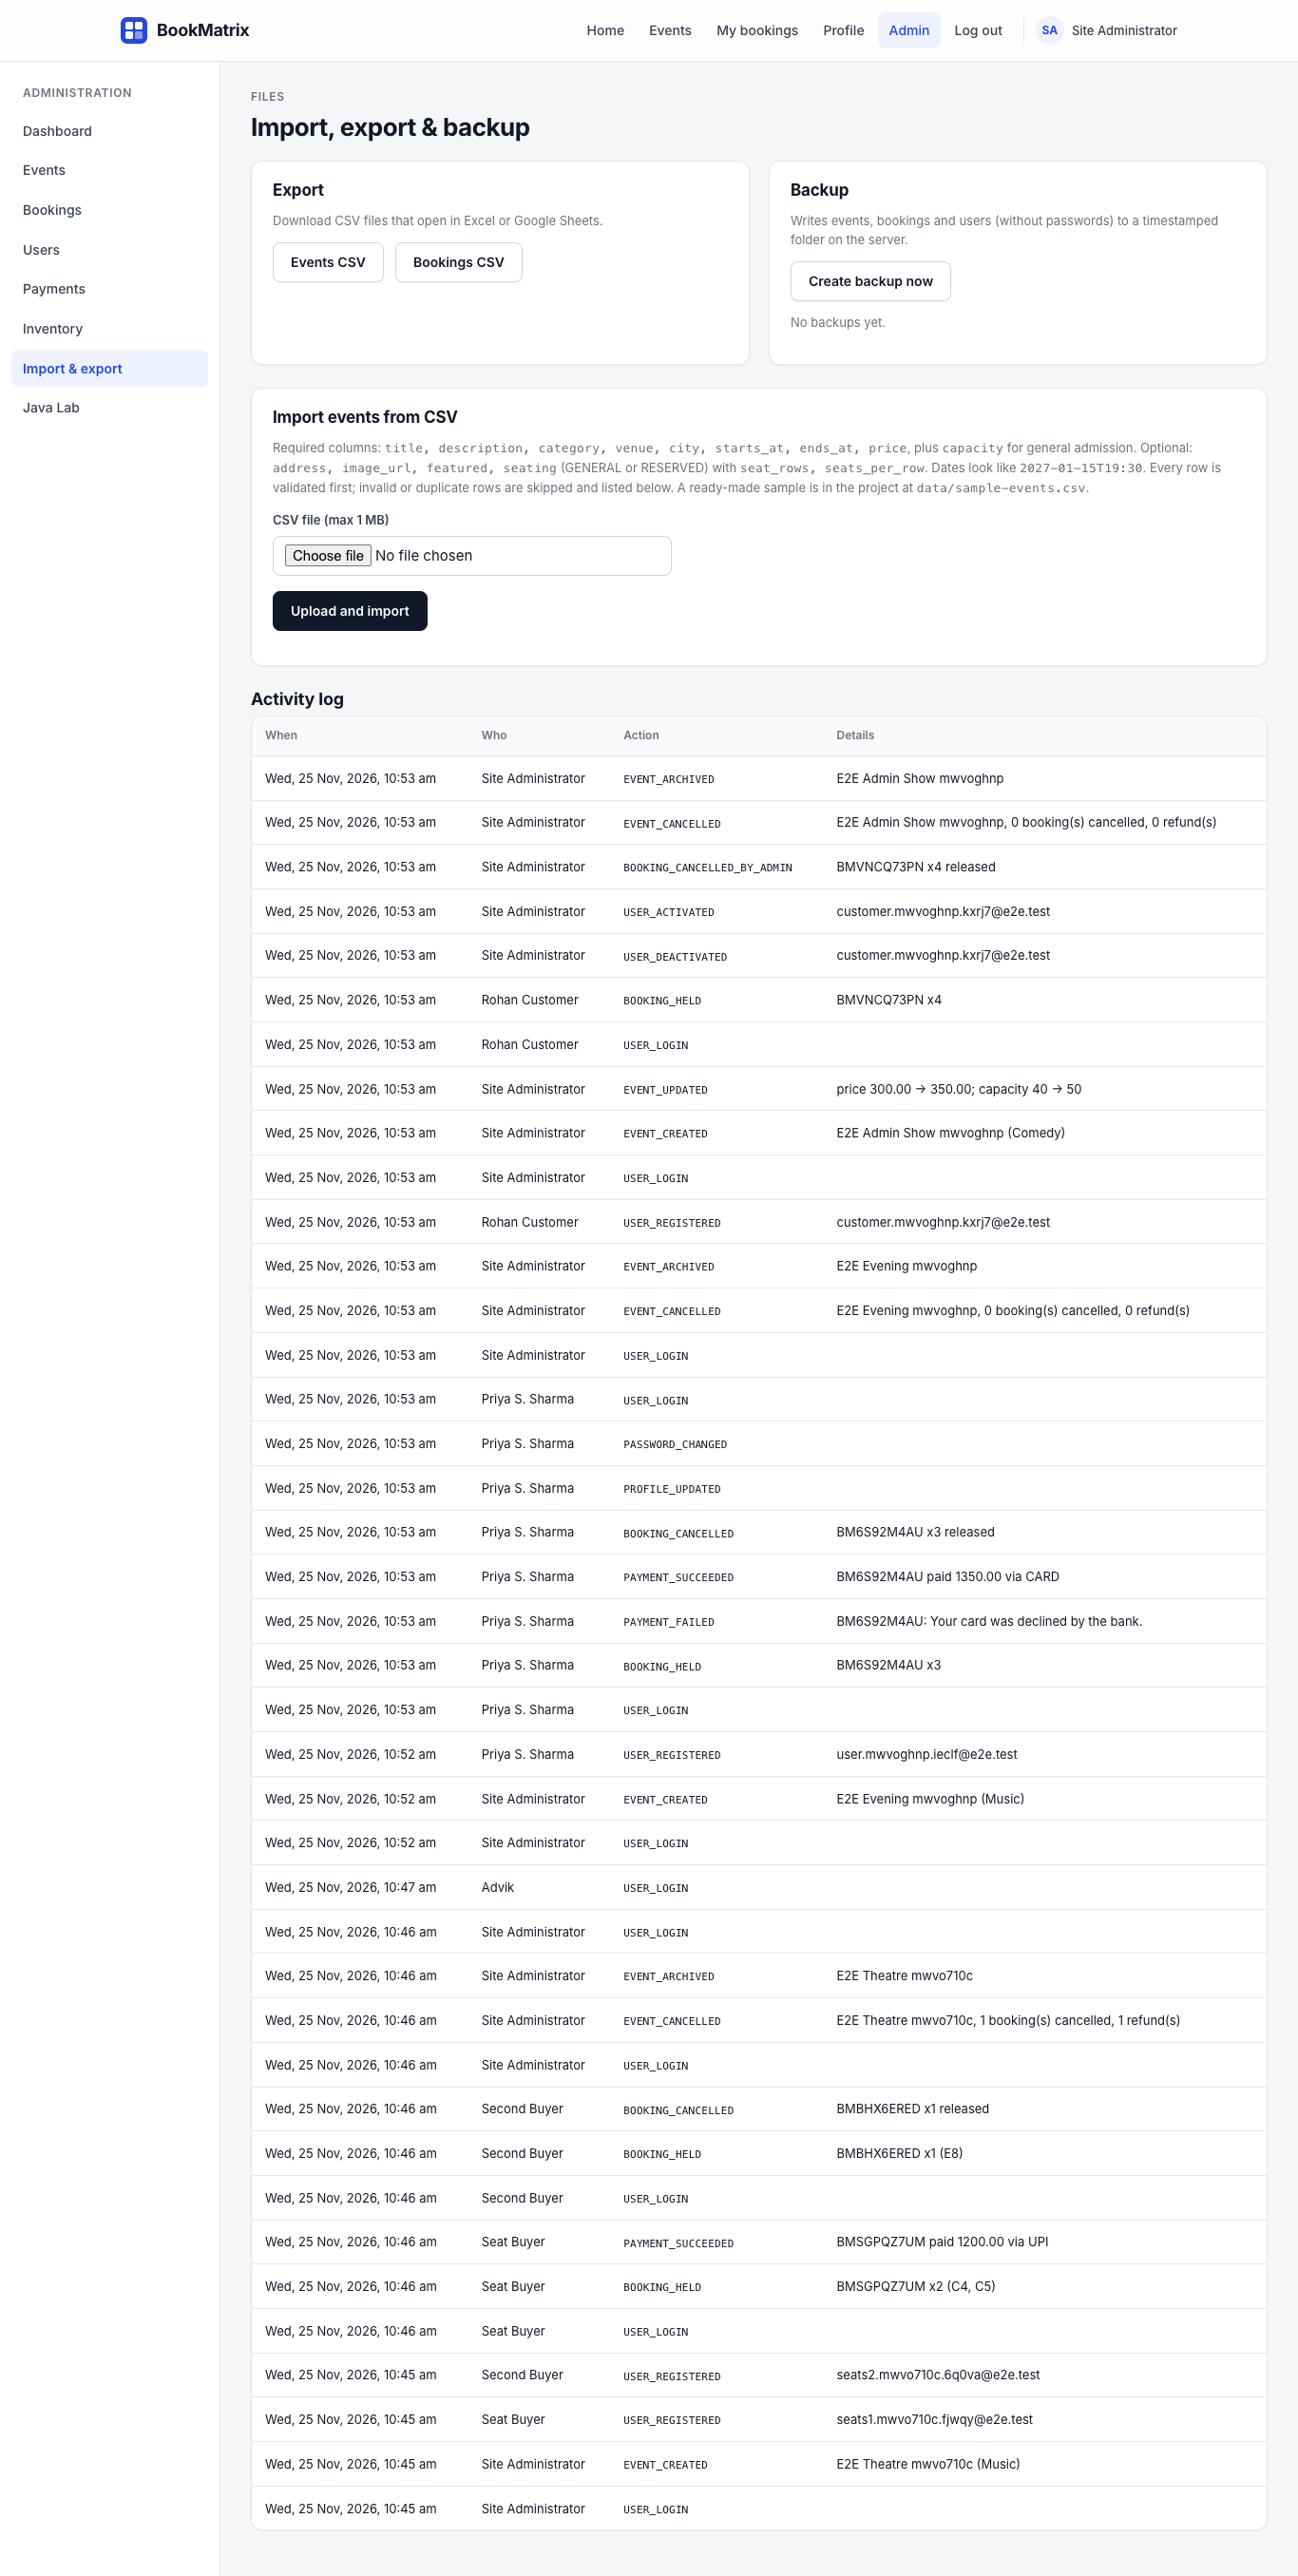 BookMatrix
Home Events My bookings Profile Admin Log out SA Site Administrator
ADMINISTRATION
Dashboard
Events
Bookings
Users
Payments
Inventory
Import & export
Java Lab
FILES
Import, export & backup
Export
Download CSV files that open in Excel or Google Sheets.
Events CSV Bookings CSV
Backup
Writes events, bookings and users (without passwords) to a timestamped
folder on the server.
Create backup now
No backups yet.
Import events from CSV
Required columns: title, description, category, venue, city, starts_at, ends_at, price, plus capacity for general admission. Optional:
address, image_url, featured, seating (GENERAL or RESERVED) with seat_rows, seats_per_row. Dates look like 2027-01-15T19:30. Every row is
validated first; invalid or duplicate rows are skipped and listed below. A ready-made sample is in the project at data/sample-events.csv.
CSV file (max 1 MB)
Choose file No file chosen
Upload and import
Activity log
When Who Action Details
Wed, 25 Nov, 2026, 10:53 am Site Administrator EVENT_ARCHIVED E2E Admin Show mwvoghnp
Wed, 25 Nov, 2026, 10:53 am Site Administrator EVENT_CANCELLED E2E Admin Show mwvoghnp, 0 booking(s) cancelled, 0 refund(s)
Wed, 25 Nov, 2026, 10:53 am Site Administrator BOOKING_CANCELLED_BY_ADMIN BMVNCQ73PN x4 released
Wed, 25 Nov, 2026, 10:53 am Site Administrator USER_ACTIVATED customer.mwvoghnp.kxrj7@e2e.test
Wed, 25 Nov, 2026, 10:53 am Site Administrator USER_DEACTIVATED customer.mwvoghnp.kxrj7@e2e.test
Wed, 25 Nov, 2026, 10:53 am Rohan Customer BOOKING_HELD BMVNCQ73PN x4
Wed, 25 Nov, 2026, 10:53 am Rohan Customer USER_LOGIN
Wed, 25 Nov, 2026, 10:53 am Site Administrator EVENT_UPDATED price 300.00 → 350.00; capacity 40 → 50
Wed, 25 Nov, 2026, 10:53 am Site Administrator EVENT_CREATED E2E Admin Show mwvoghnp (Comedy)
Wed, 25 Nov, 2026, 10:53 am Site Administrator USER_LOGIN
Wed, 25 Nov, 2026, 10:53 am Rohan Customer USER_REGISTERED customer.mwvoghnp.kxrj7@e2e.test
Wed, 25 Nov, 2026, 10:53 am Site Administrator EVENT_ARCHIVED E2E Evening mwvoghnp
Wed, 25 Nov, 2026, 10:53 am Site Administrator EVENT_CANCELLED E2E Evening mwvoghnp, 0 booking(s) cancelled, 0 refund(s)
Wed, 25 Nov, 2026, 10:53 am Site Administrator USER_LOGIN
Wed, 25 Nov, 2026, 10:53 am Priya S. Sharma USER_LOGIN
Wed, 25 Nov, 2026, 10:53 am Priya S. Sharma PASSWORD_CHANGED
Wed, 25 Nov, 2026, 10:53 am Priya S. Sharma PROFILE_UPDATED
Wed, 25 Nov, 2026, 10:53 am Priya S. Sharma BOOKING_CANCELLED BM6S92M4AU x3 released
Wed, 25 Nov, 2026, 10:53 am Priya S. Sharma PAYMENT_SUCCEEDED BM6S92M4AU paid 1350.00 via CARD
Wed, 25 Nov, 2026, 10:53 am Priya S. Sharma PAYMENT_FAILED BM6S92M4AU: Your card was declined by the bank.
Wed, 25 Nov, 2026, 10:53 am Priya S. Sharma BOOKING_HELD BM6S92M4AU x3
Wed, 25 Nov, 2026, 10:53 am Priya S. Sharma USER_LOGIN
Wed, 25 Nov, 2026, 10:52 am Priya S. Sharma USER_REGISTERED user.mwvoghnp.ieclf@e2e.test
Wed, 25 Nov, 2026, 10:52 am Site Administrator EVENT_CREATED E2E Evening mwvoghnp (Music)
Wed, 25 Nov, 2026, 10:52 am Site Administrator USER_LOGIN
Wed, 25 Nov, 2026, 10:47 am Advik USER_LOGIN
Wed, 25 Nov, 2026, 10:46 am Site Administrator USER_LOGIN
Wed, 25 Nov, 2026, 10:46 am Site Administrator EVENT_ARCHIVED E2E Theatre mwvo710c
Wed, 25 Nov, 2026, 10:46 am Site Administrator EVENT_CANCELLED E2E Theatre mwvo710c, 1 booking(s) cancelled, 1 refund(s)
Wed, 25 Nov, 2026, 10:46 am Site Administrator USER_LOGIN
Wed, 25 Nov, 2026, 10:46 am Second Buyer BOOKING_CANCELLED BMBHX6ERED x1 released
Wed, 25 Nov, 2026, 10:46 am Second Buyer BOOKING_HELD BMBHX6ERED x1 (E8)
Wed, 25 Nov, 2026, 10:46 am Second Buyer USER_LOGIN
Wed, 25 Nov, 2026, 10:46 am Seat Buyer PAYMENT_SUCCEEDED BMSGPQZ7UM paid 1200.00 via UPI
Wed, 25 Nov, 2026, 10:46 am Seat Buyer BOOKING_HELD BMSGPQZ7UM x2 (C4, C5)
Wed, 25 Nov, 2026, 10:46 am Seat Buyer USER_LOGIN
Wed, 25 Nov, 2026, 10:45 am Second Buyer USER_REGISTERED seats2.mwvo710c.6q0va@e2e.test
Wed, 25 Nov, 2026, 10:45 am Seat Buyer USER_REGISTERED seats1.mwvo710c.fjwqy@e2e.test
Wed, 25 Nov, 2026, 10:45 am Site Administrator EVENT_CREATED E2E Theatre mwvo710c (Music)
Wed, 25 Nov, 2026, 10:45 am Site Administrator USER_LOGIN